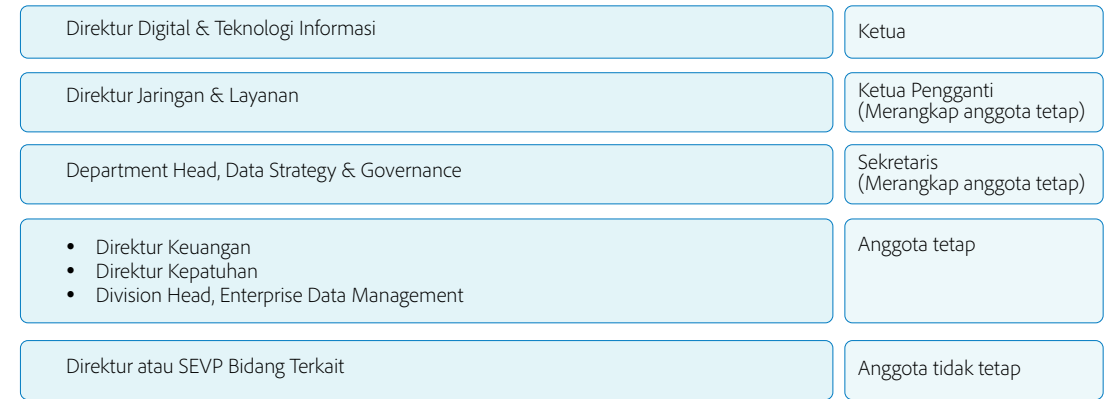 Direktur Digital & Teknologi Informasi
Ketua
Direktur Jaringan & Layanan
Ketua Pengganti
(Merangkap anggota tetap)
Department Head, Data Strategy & Governance
Sekretaris
(Merangkap anggota tetap)
• Direktur Keuangan
• Direktur Kepatuhan
• Division Head, Enterprise Data Management
Anggota tetap
Direktur atau SEVP Bidang Terkait
Anggota tidak tetap